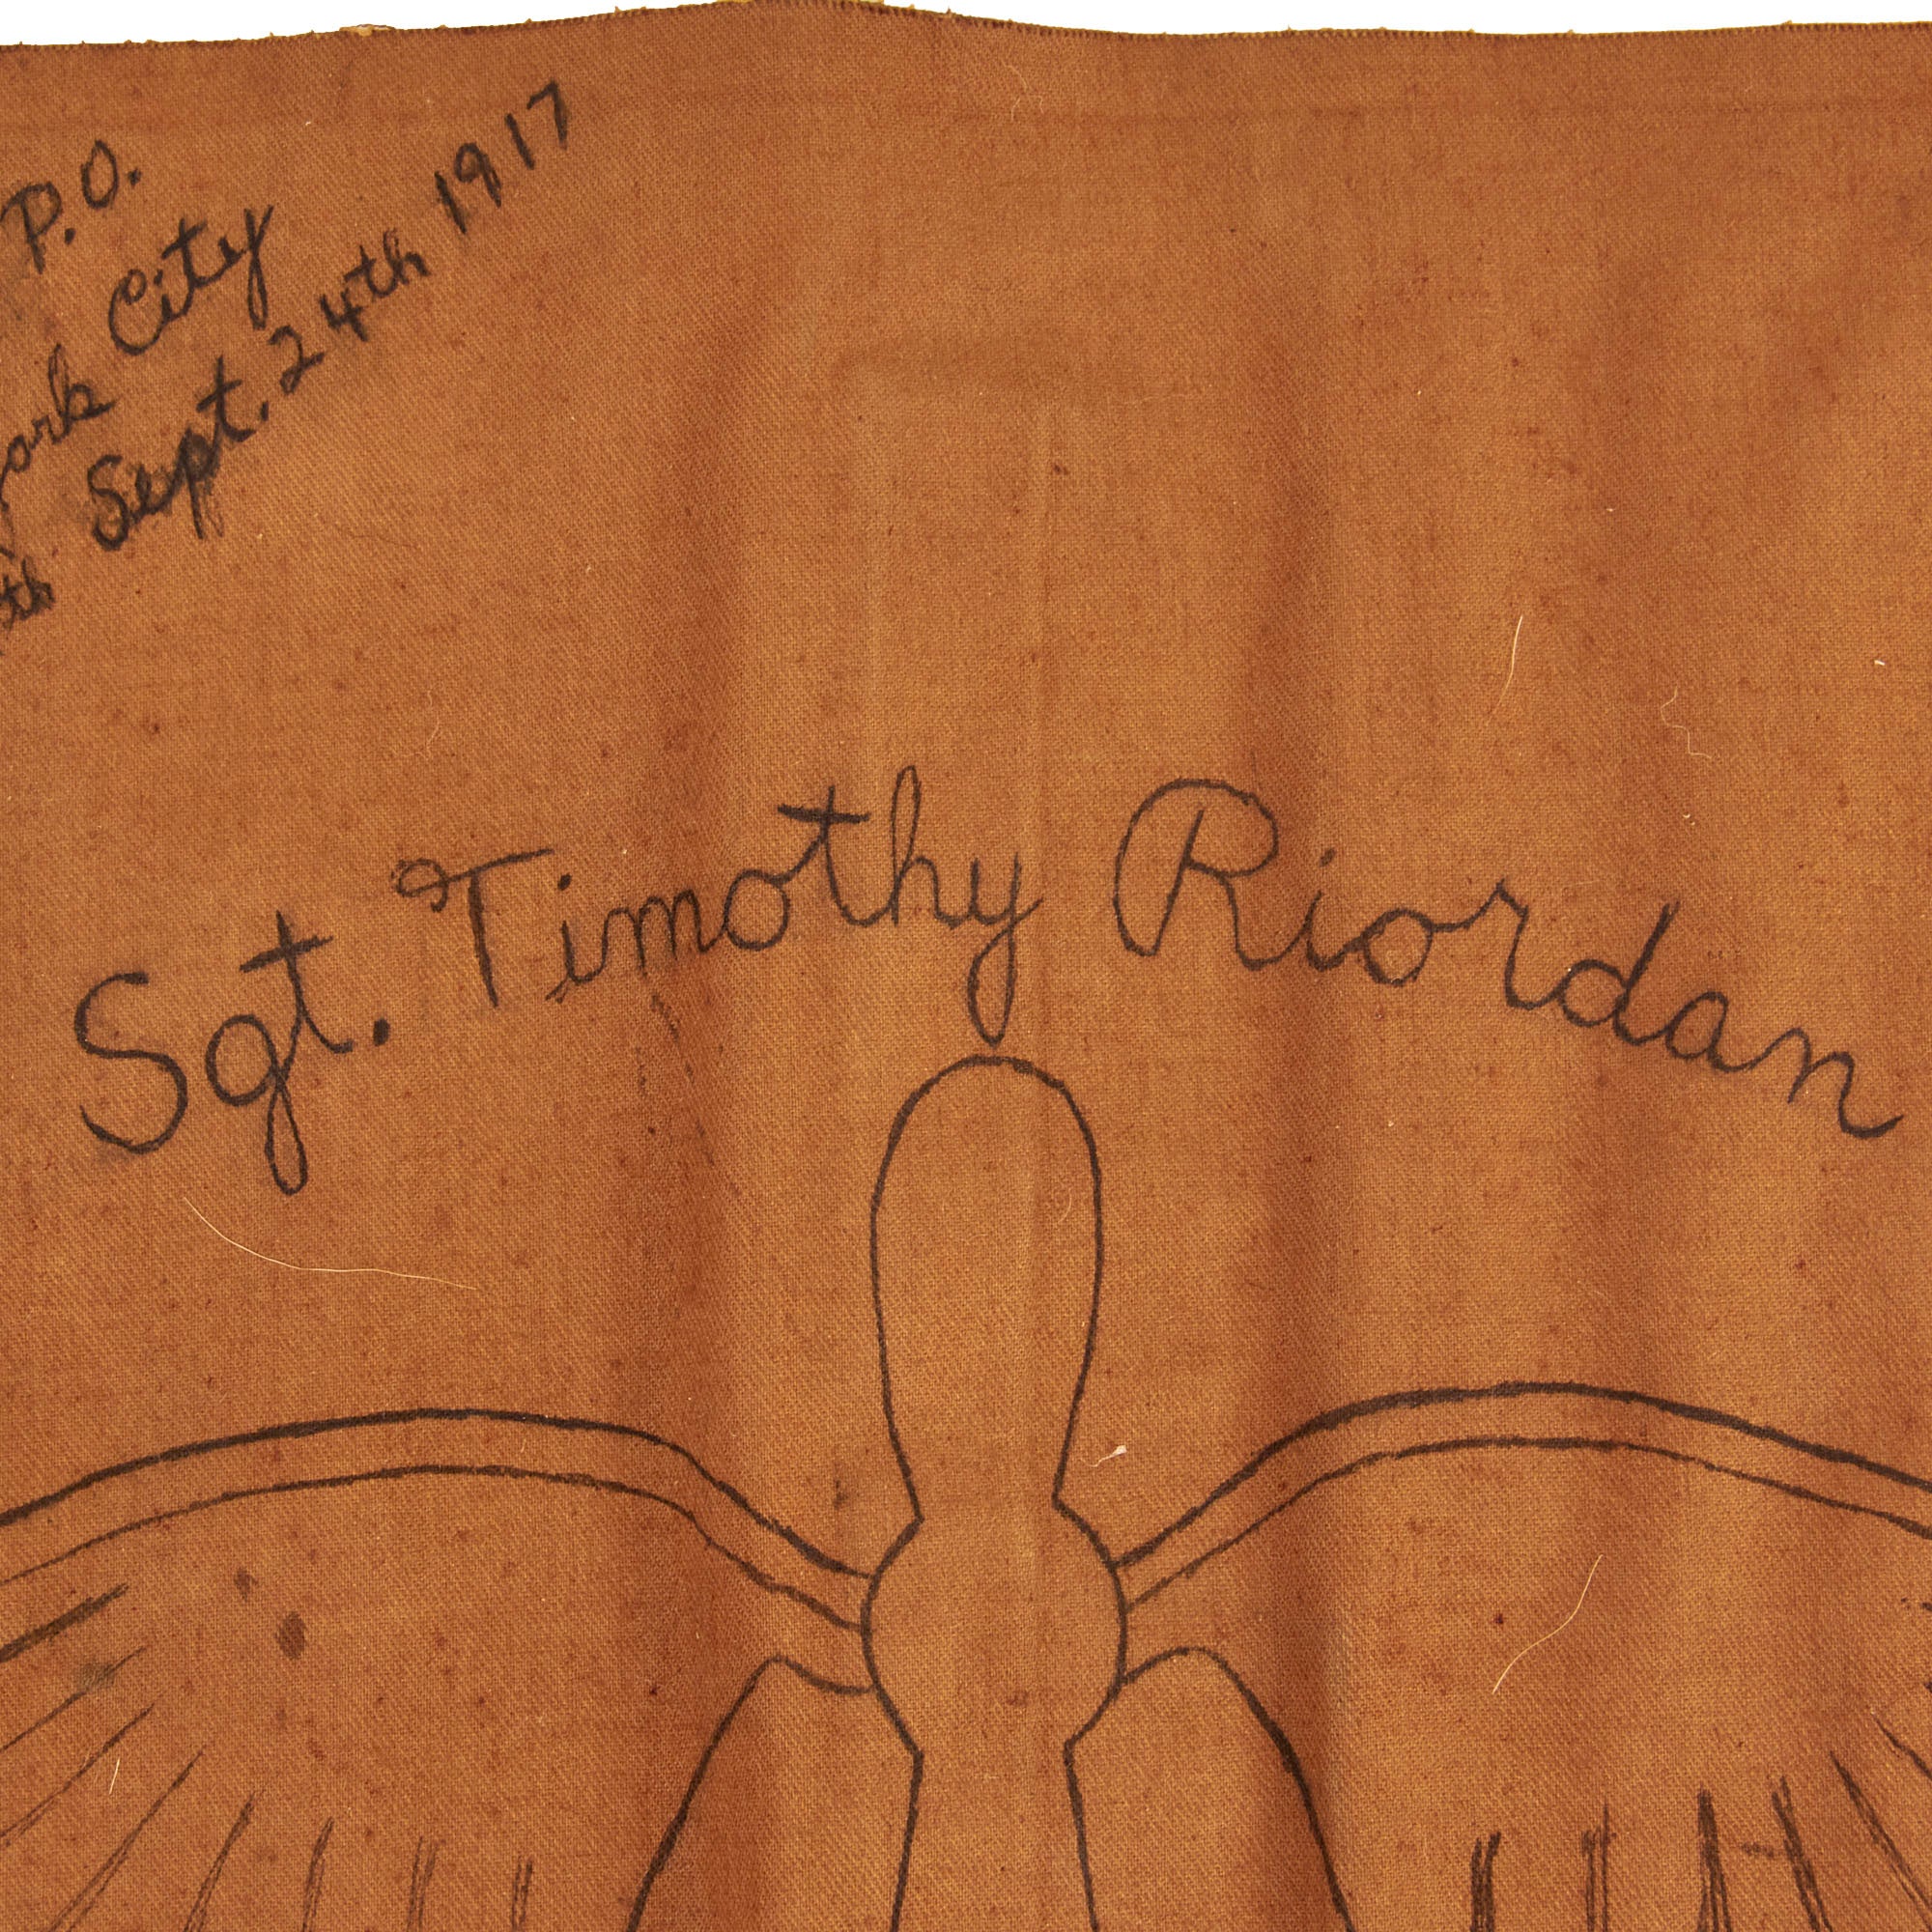 P.O.
ork City
Sept. 24th 1917
th
Sgt. Timothy Riordan